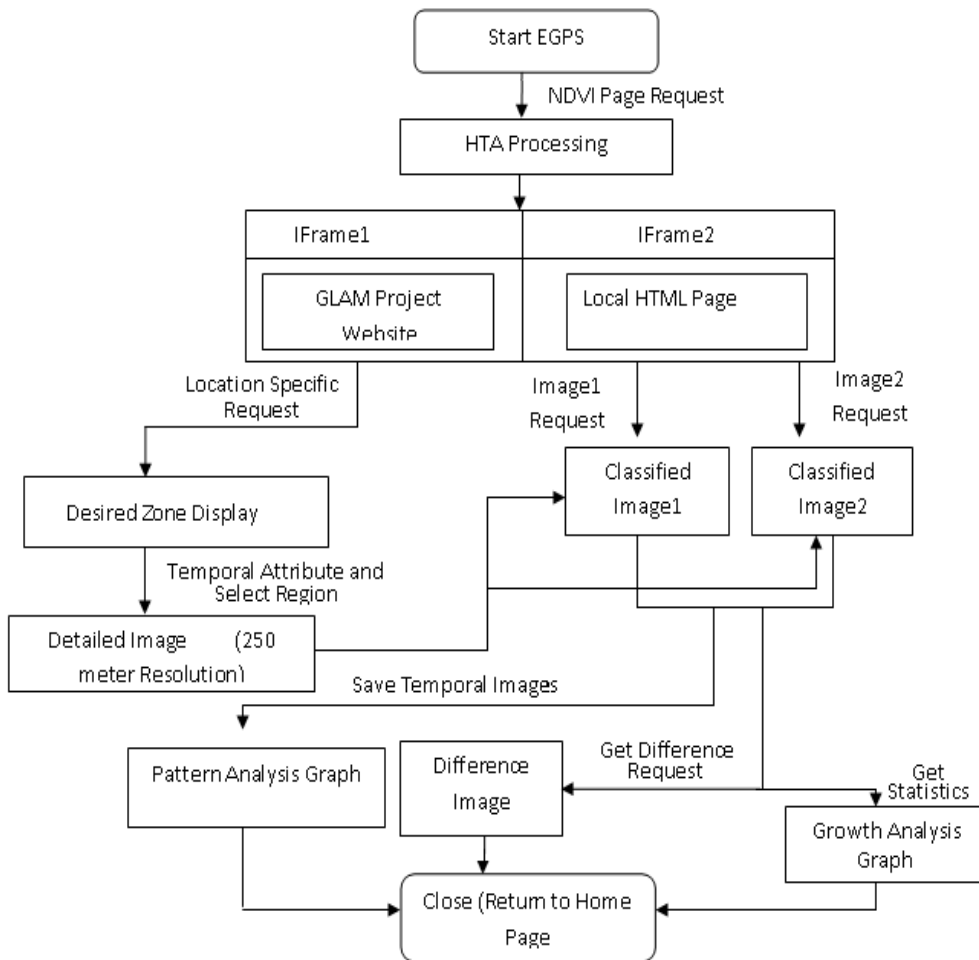 Start EGPS
NDVI Page Request
HTA Processing
IFrame1
IFrame2
GLAM Project
Website
Local HTML Page
Location Specific
Request
Image1
Request
Image2
Request
Classified
Image1
Classified
Image2
Desired Zone Display
Temporal Attribute and
Select Region
Detailed Image (250
meter Resolution)
Save Temporal Images
Pattern Analysis Graph
Difference
Image
Get Difference
Request
Get
Statistics
Growth Analysis
Graph
Close (Return to Home
Page